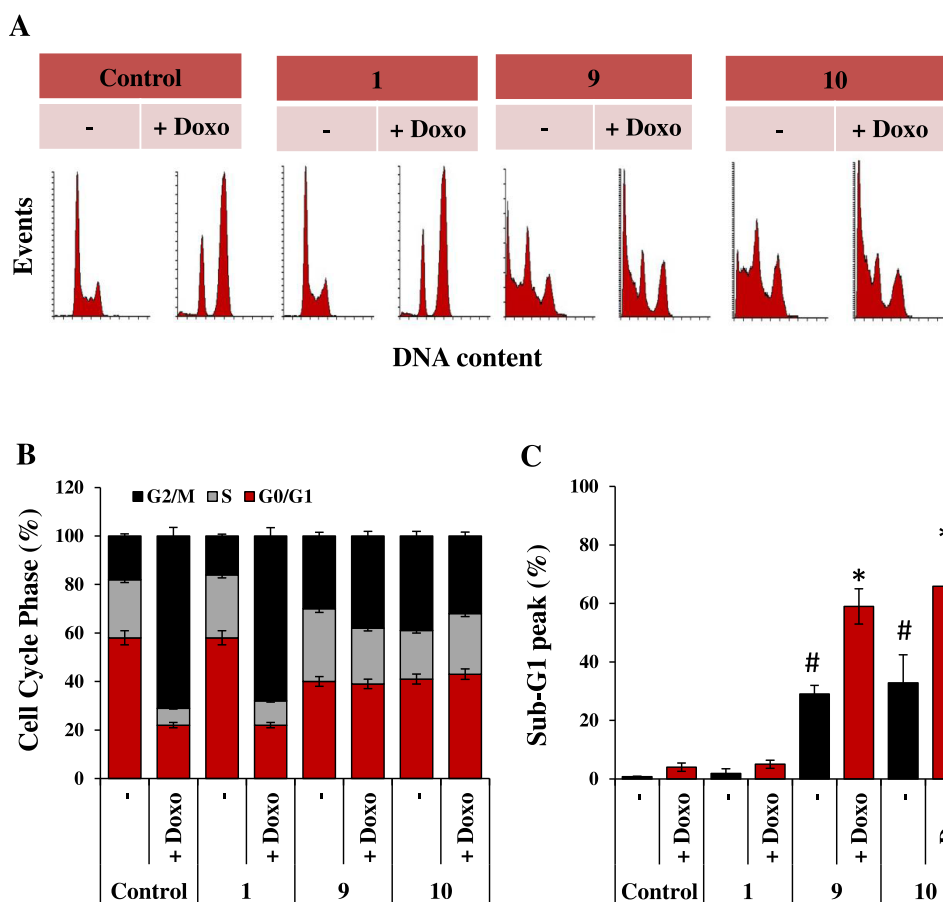 A
Control 1 9 10
- + Doxo - + Doxo - + Doxo - + Doxo
Events
DNA content
B
120
100
80
60
40
20
0
Cell Cycle Phase (%)
G2/M S G0/G1
- + Doxo - + Doxo - + Doxo - + Doxo
Control 1 9 10
C
100
80
60
40
20
0
Sub-G1 peak (%)
# * # *
- + Doxo - + Doxo - + Doxo -
Control 1 9 10